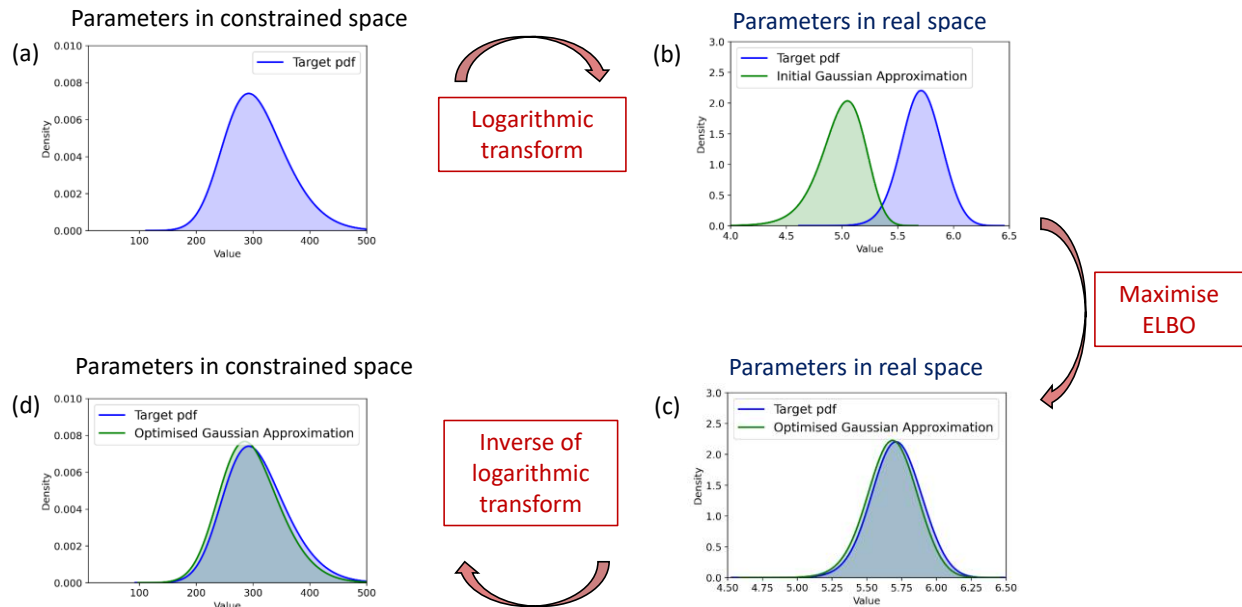 Parameters in constrained space
(a)
0.010
0.008
0.006
0.004
0.002
0.000
Density
Target pdf
100 200 300 400 500
Value
Logarithmic
transform
Parameters in real space
(b)
3.0
2.5
2.0
1.5
1.0
0.5
0.0
Density
Target pdf
Initial Gaussian Approximation
4.0 4.5 5.0 5.5 6.0 6.5
Value
Maximise
ELBO
Parameters in constrained space
(d)
0.010
0.008
0.006
0.004
0.002
0.000
Density
Target pdf
Optimised Gaussian Approximation
100 200 300 400 500
Value
Inverse of
logarithmic
transform
Parameters in real space
(c)
3.0
2.5
2.0
1.5
1.0
0.5
0.0
Density
Target pdf
Optimised Gaussian Approximation
4.50 4.75 5.00 5.25 5.50 5.75 6.00 6.25 6.50
Value